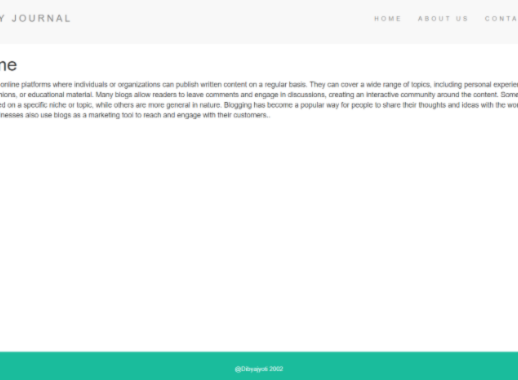 Y JOURNAL
HOME ABOUT US CONTA
me
online platforms where individuals or organizations can publish written content on a regular basis. They can cover a wide range of topics, including personal experien
nions, or educational material. Many blogs allow readers to leave comments and engage in discussions, creating an interactive community around the content. Some
ed on a specific niche or topic, while others are more general in nature. Blogging has become a popular way for people to share their thoughts and ideas with the wor
nesses also use blogs as a marketing tool to reach and engage with their customers..
2002